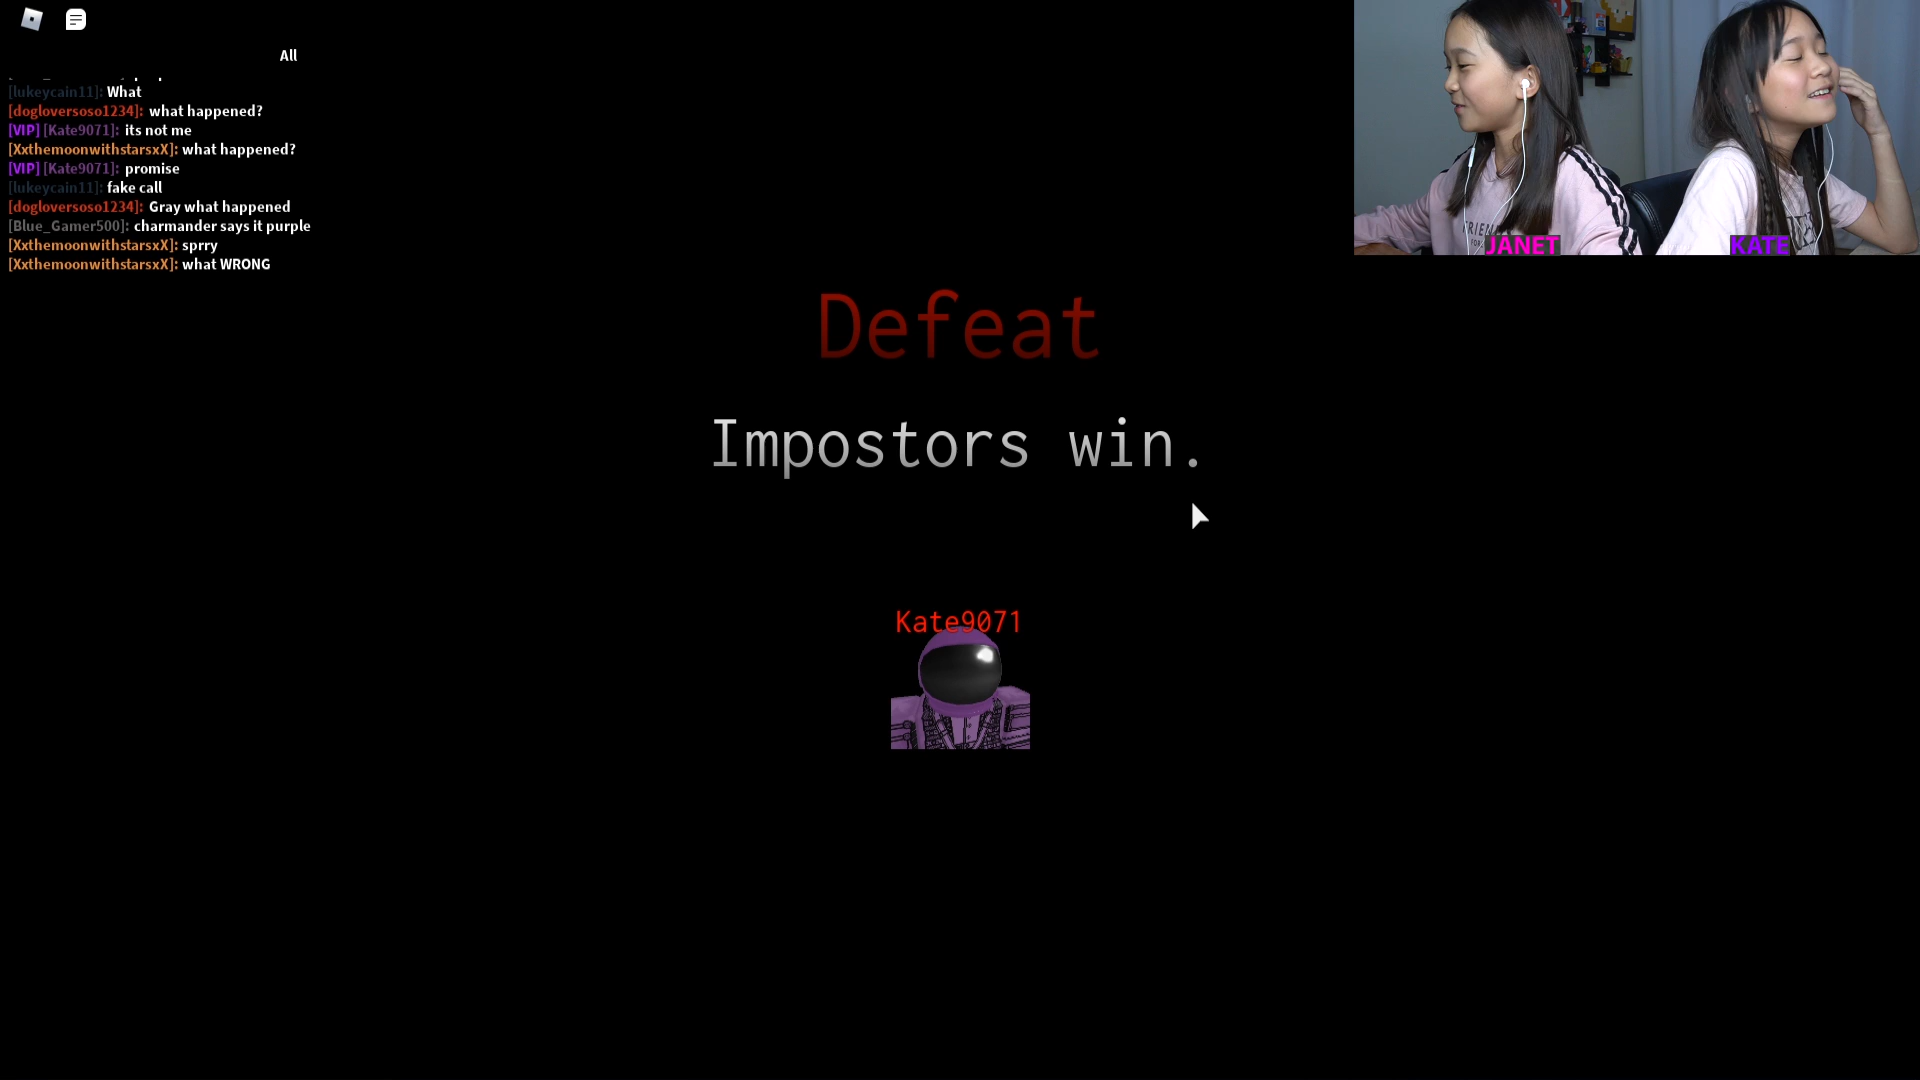 All
[lukeycain11]: What
[dogloversoso1234]: what happened?
[VIP] [Kate9071]: its not me
[XxthemoonwithstarsxX]: what happened?
[VIP] [Kate9071]: promise
[lukeycain11]: fake call
[dogloversoso1234]: Gray what happened
[Blue_Gamer500]: charmander says it purple
[XxthemoonwithstarsxX]: sprry
[XxthemoonwithstarsxX]: what WRONG
JANET
KATE
Defeat
Impostors win.
Kate9071